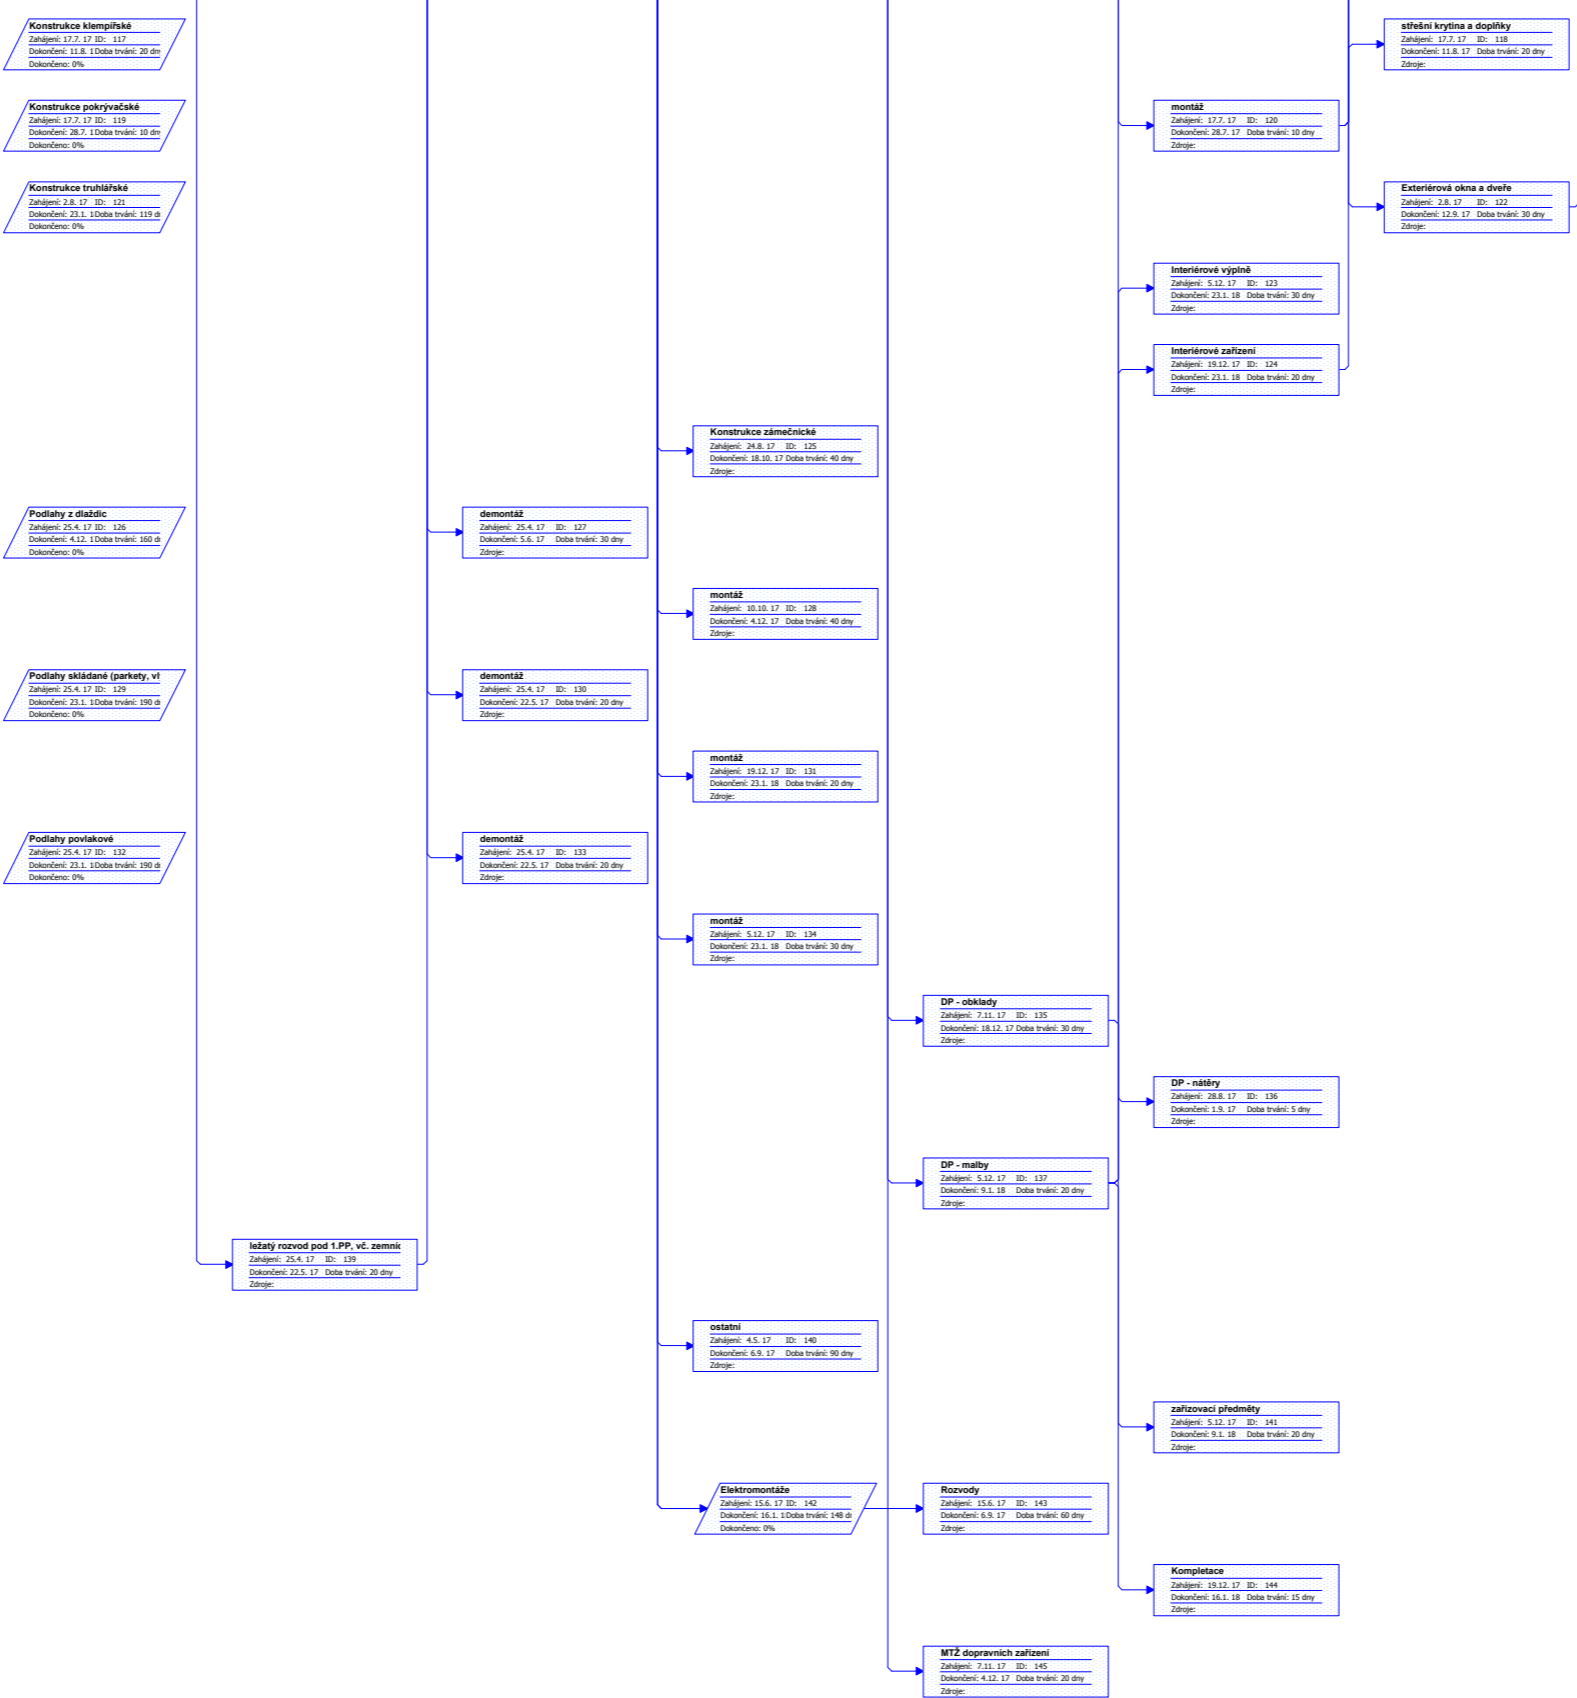 Konstrukce klempířské
Zahájení: 17.7. 17 ID: 117
Dokončení: 11.8. 1 Doba trvání: 20 dny
Dokončeno: 0%
střešní krytina a doplňky
Zahájení: 17.7. 17 ID: 118
Dokončení: 11.8. 17 Doba trvání: 20 dny
Zdroje:
Konstrukce pokrývačské
Zahájení: 17.7. 17 ID: 119
Dokončení: 28.7. 1 Doba trvání: 10 dny
Dokončeno: 0%
montáž
Zahájení: 17.7. 17 ID: 120
Dokončení: 28.7. 17 Doba trvání: 10 dny
Zdroje:
Konstrukce truhlářské
Zahájení: 2.8. 17 ID: 121
Dokončení: 23.1. 1 Doba trvání: 119 d
Dokončeno: 0%
Exteriérová okna a dveře
Zahájení: 2.8. 17 ID: 122
Dokončení: 12.9. 17 Doba trvání: 30 dny
Zdroje:
Interiérové výplně
Zahájení: 5.12. 17 ID: 123
Dokončení: 23.1. 18 Doba trvání: 30 dny
Zdroje:
Interiérové zařízení
Zahájení: 19.12. 17 ID: 124
Dokončení: 23.1. 18 Doba trvání: 20 dny
Zdroje:
Konstrukce zámečnické
Zahájení: 24.8. 17 ID: 125
Dokončení: 18.10. 17 Doba trvání: 40 dny
Zdroje:
Podlahy z dlaždic
Zahájení: 25.4. 17 ID: 126
Dokončení: 4.12. 1 Doba trvání: 160 d
Dokončeno: 0%
demontáž
Zahájení: 25.4. 17 ID: 127
Dokončení: 5.6. 17 Doba trvání: 30 dny
Zdroje:
montáž
Zahájení: 10.10. 17 ID: 128
Dokončení: 4.12. 17 Doba trvání: 40 dny
Zdroje:
Podlahy skládané (parkety, vl
Zahájení: 25.4. 17 ID: 129
Dokončení: 23.1. 1 Doba trvání: 190 d
Dokončeno: 0%
demontáž
Zahájení: 25.4. 17 ID: 130
Dokončení: 22.5. 17 Doba trvání: 20 dny
Zdroje:
montáž
Zahájení: 19.12. 17 ID: 131
Dokončení: 23.1. 18 Doba trvání: 20 dny
Zdroje:
Podlahy povlakové
Zahájení: 25.4. 17 ID: 132
Dokončení: 23.1. 1 Doba trvání: 190 d
Dokončeno: 0%
demontáž
Zahájení: 25.4. 17 ID: 133
Dokončení: 22.5. 17 Doba trvání: 20 dny
Zdroje:
montáž
Zahájení: 5.12. 17 ID: 134
Dokončení: 23.1. 18 Doba trvání: 30 dny
Zdroje:
DP - obklady
Zahájení: 7.11. 17 ID: 135
Dokončení: 18.12. 17 Doba trvání: 30 dny
Zdroje:
DP - nátěry
Zahájení: 28.8. 17 ID: 136
Dokončení: 1.9. 17 Doba trvání: 5 dny
Zdroje:
DP - malby
Zahájení: 5.12. 17 ID: 137
Dokončení: 9.1. 18 Doba trvání: 20 dny
Zdroje:
ležatý rozvod pod 1.PP, vč. zemníc
Zahájení: 25.4. 17 ID: 139
Dokončení: 22.5. 17 Doba trvání: 20 dny
Zdroje:
ostatní
Zahájení: 4.5. 17 ID: 140
Dokončení: 6.9. 17 Doba trvání: 90 dny
Zdroje:
zařizovací předměty
Zahájení: 5.12. 17 ID: 141
Dokončení: 9.1. 18 Doba trvání: 20 dny
Zdroje:
Elektromontáže
Zahájení: 15.6. 17 ID: 142
Dokončení: 16.1. 1 Doba trvání: 148 d
Dokončeno: 0%
Rozvody
Zahájení: 15.6. 17 ID: 143
Dokončení: 6.9. 17 Doba trvání: 60 dny
Zdroje:
Kompletace
Zahájení: 19.12. 17 ID: 144
Dokončení: 16.1. 18 Doba trvání: 15 dny
Zdroje:
MTŽ dopravních zařízení
Zahájení: 7.11. 17 ID: 145
Dokončení: 4.12. 17 Doba trvání: 20 dny
Zdroje: